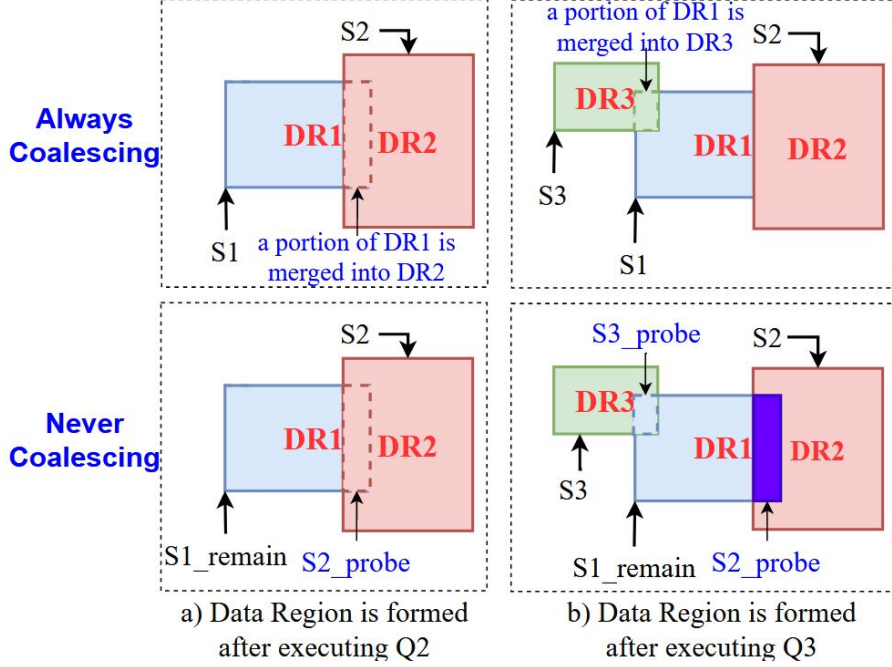 Always
Coalescing
S2
DR1
DR2
S1
a portion of DR1 is
merged into DR2
a portion of DR1 is
merged into DR3
S2
DR3
DR1
DR2
S3
S1
Never
Coalescing
S2
DR1
DR2
S1_remain
S2_probe
S3_probe
S2
DR3
DR1
DR2
S3
S1_remain
S2_probe
a) Data Region is formed
after executing Q2
b) Data Region is formed
after executing Q3